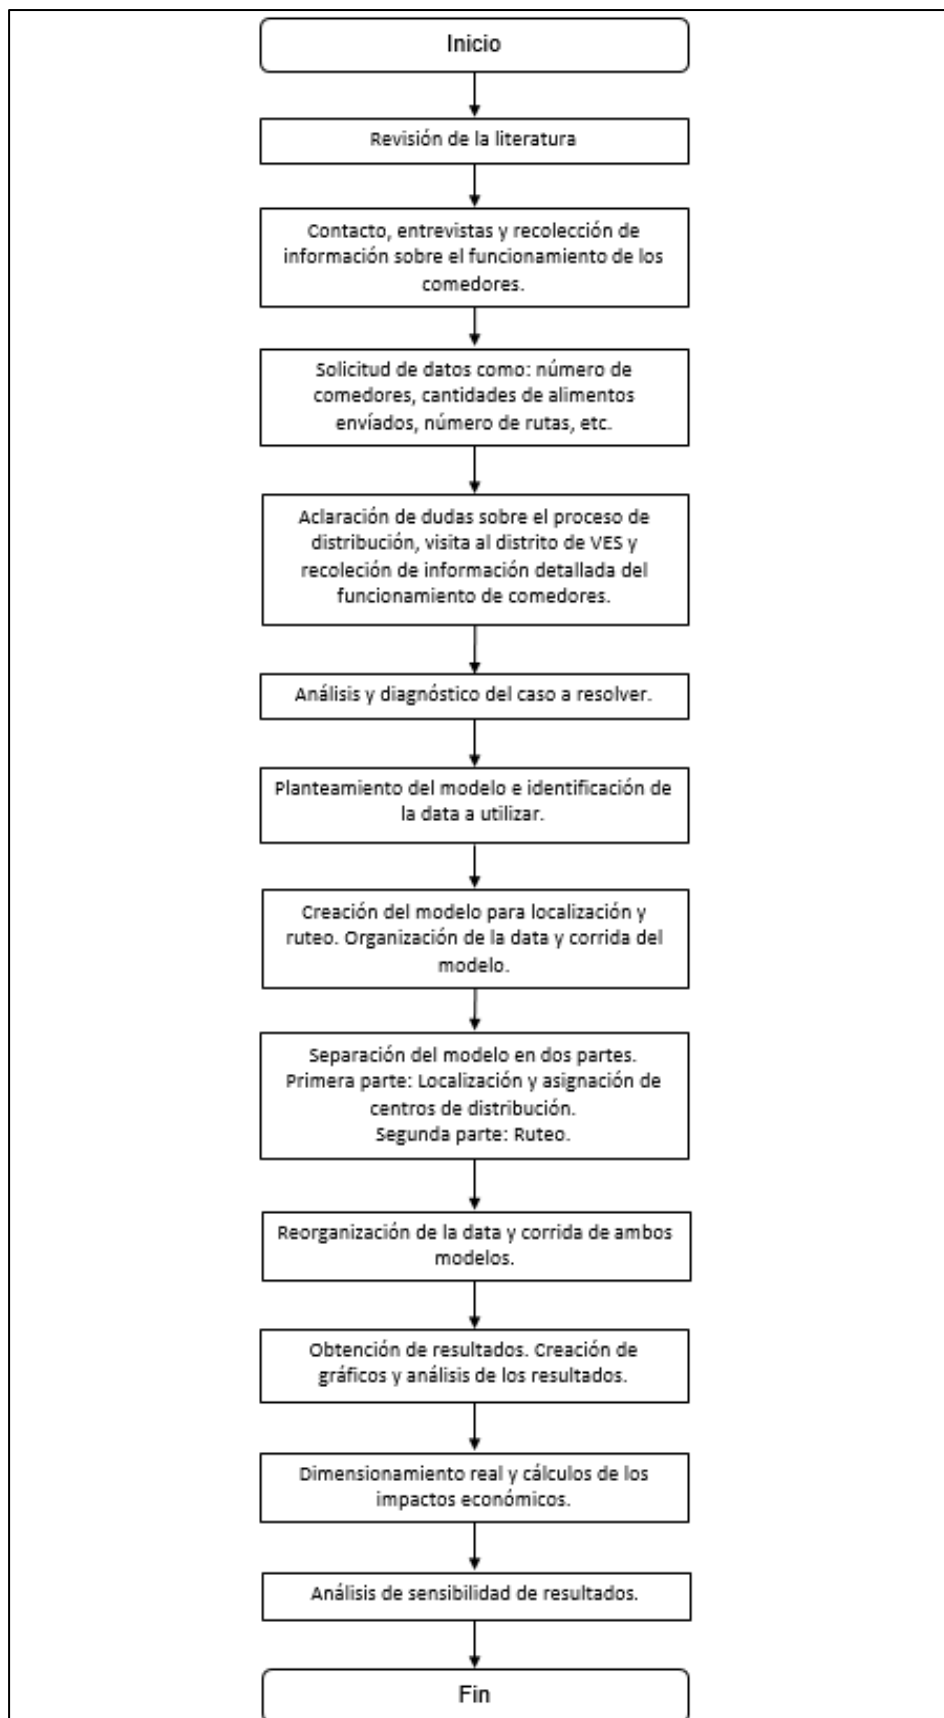 Inicio
Revisión de la literatura
Contacto, entrevistas y recolección de
información sobre el funcionamiento de los
comedores.
Solicitud de datos como: número de
comedores, cantidades de alimentos
envíados, número de rutas, etc.
Aclaración de dudas sobre el proceso de
distribución, visita al distrito de VES y
recoleción de información detallada del
funcionamiento de comedores.
Análisis y diagnóstico del caso a resolver.
Planteamiento del modelo e identificación de
la data a utilizar.
Creación del modelo para localización y
ruteo. Organización de la data y corrida del
modelo.
Separación del modelo en dos partes.
Primera parte: Localización y asignación de
centros de distribución.
Segunda parte: Ruteo.
Reorganización de la data y corrida de ambos
modelos.
Obtención de resultados. Creación de
gráficos y análisis de los resultados.
Dimensionamiento real y cálculos de los
impactos económicos.
Análisis de sensibilidad de resultados.
Fin